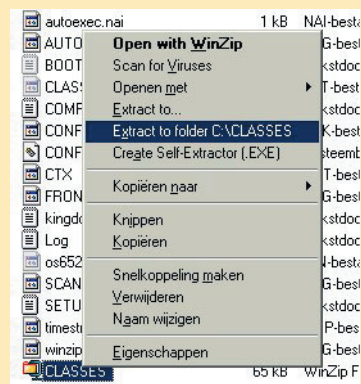 autoexec.nai 1 kB NAI-besta
AUTO
BOOT
CLAS
COMF
CONF
CONF
CTX
FRON
kingdo
Log
os652
SCAN
SETU
timestr
winzip
CLASSES 65 kB WinZip F
Open with WinZip
Scan for Viruses
Openen met
Extract to...
Extract to folder C:\CLASSES
Create Self-Extractor (.EXE)
Kopiëren naar
Knippen
Kopiëren
Snelkoppeling maken
Verwijderen
Naam wijzigen
Eigenschappen
G-best
kstdoc
T-best
kstdoc
K-best
steemb
T-best
G-best
kstdoc
kstdoc
I-besta
G-best
kstdoc
P-bes
G-best